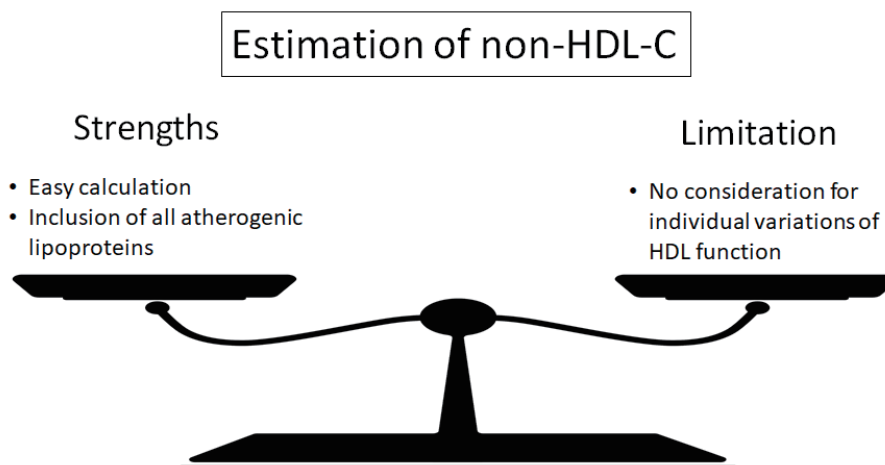 Estimation of non-HDL-C
Strengths
• Easy calculation
• Inclusion of all atherogenic
lipoproteins
Limitation
• No consideration for
individual variations of
HDL function